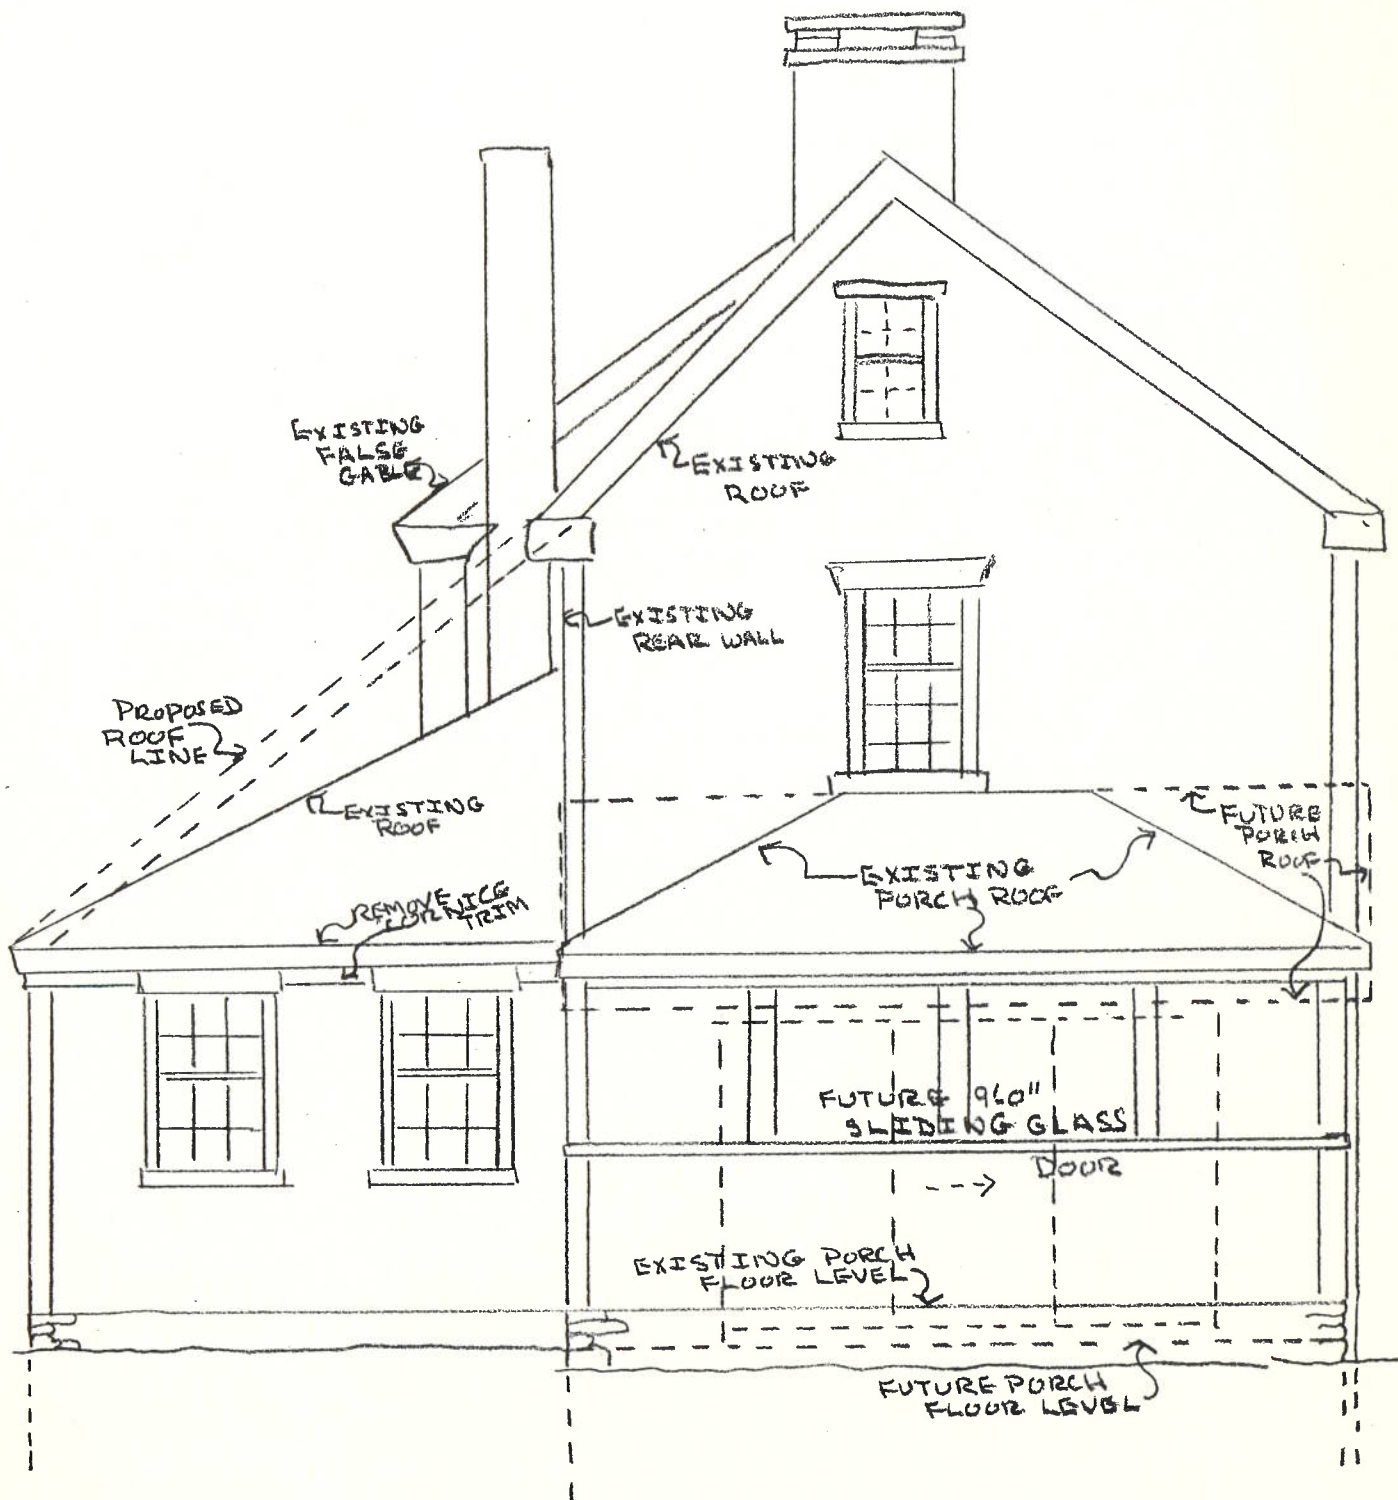 EXISTING
FALSE
GABLE
EXISTING
ROOF
EXISTING
REAR WALL
PROPOSED
ROOF
LINE
EXISTING
ROOF
FUTURE
PORCH
ROOF
EXISTING
PORCH ROOF
REMOVE
CORNICE
TRIM
FUTURE 9'60"
SLIDING GLASS
DOOR
EXISTING PORCH
FLOOR LEVEL
FUTURE PORCH
FLOOR LEVEL